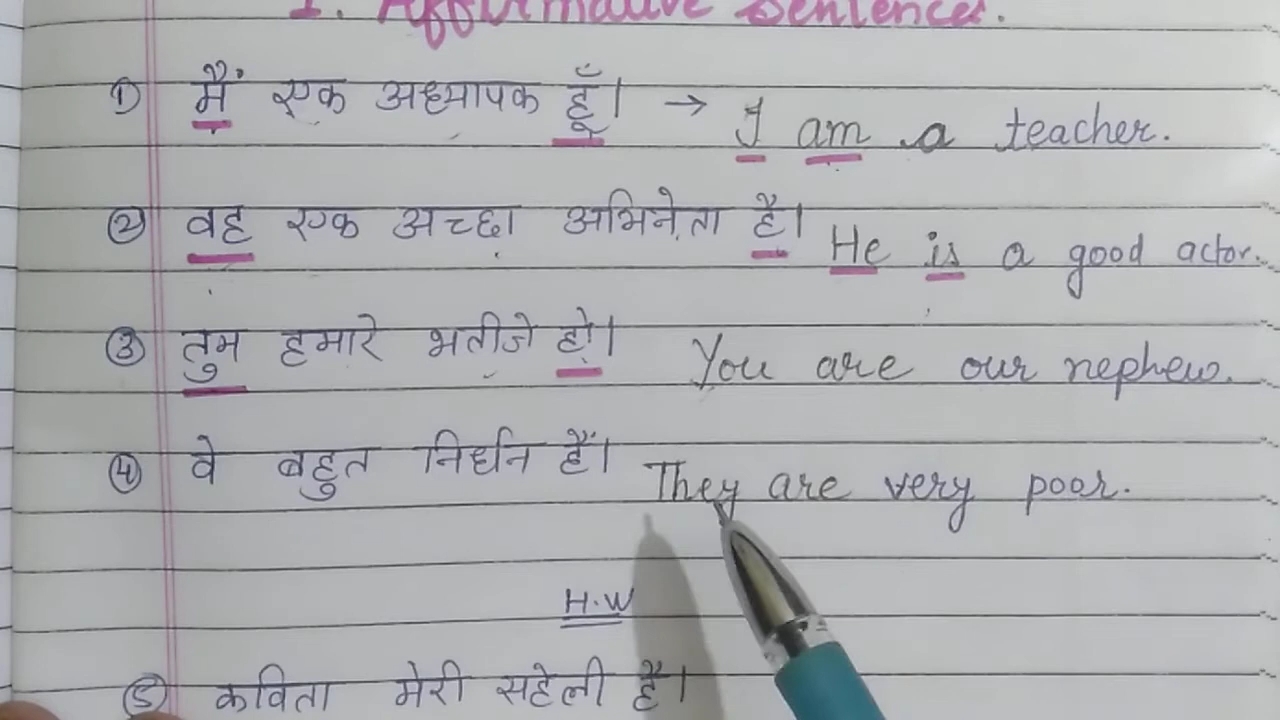 1. Affirmative Sentences.
① मैं एक अध्यापक हूँ। → I am a teacher.
② वह एक अच्छा अभिनेता है। He is a good actor.
③ तुम हमारे भतीजे हो। You are our nephew.
④ वे बहुत निर्धन हैं। They are very poor.
H.W
⑤ कविता मेरी सहेली है।